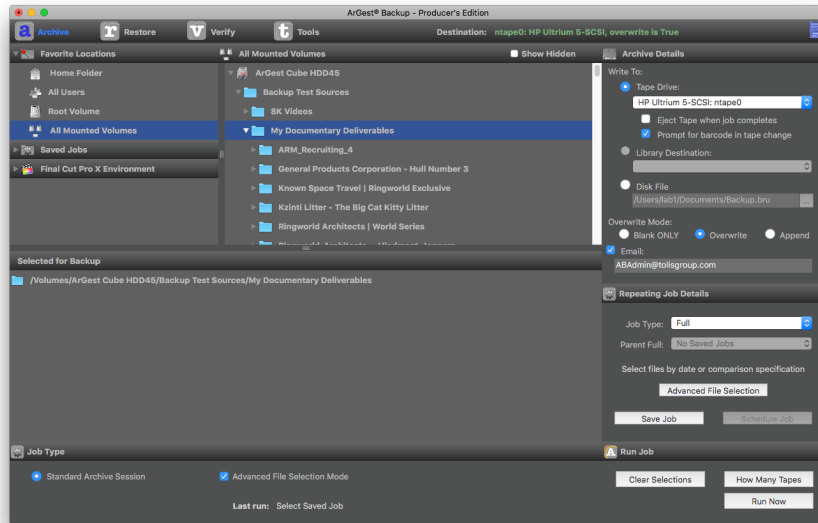 ArGest® Backup - Producer's Edition
a Archive r Restore v Verify t Tools Destination: ntape0: HP Ultrium 5-SCSI, overwrite is True
Favorite Locations
Home Folder
All Users
Root Volume
All Mounted Volumes
Saved Jobs
Final Cut Pro X Environment
All Mounted Volumes Show Hidden
ArGest Cube HDD45
Backup Test Sources
8K Videos
My Documentary Deliverables
ARM_Recruiting_4
General Products Corporation - Hull Number 3
Known Space Travel | Ringworld Exclusive
Kzinti Litter - The Big Cat Kitty Litter
Ringworld Architects | World Series
Selected for Backup
/Volumes/ArGest Cube HDD45/Backup Test Sources/My Documentary Deliverables
Archive Details
Write To:
Tape Drive:
HP Ultrium 5-SCSI: ntape0
Eject Tape when job completes
Prompt for barcode in tape change
Library Destination:
Disk File
/Users/lab1/Documents/Backup.bru ...
Overwrite Mode:
Blank ONLY Overwrite Append
Email:
ABAdmin@tolisgroup.com
Repeating Job Details
Job Type: Full
Parent Full: No Saved Jobs
Select files by date or comparison specification
Advanced File Selection
Save Job Schedule Job
Job Type
Standard Archive Session Advanced File Selection Mode
Last run: Select Saved Job
A Run Job
Clear Selections How Many Tapes
Run Now